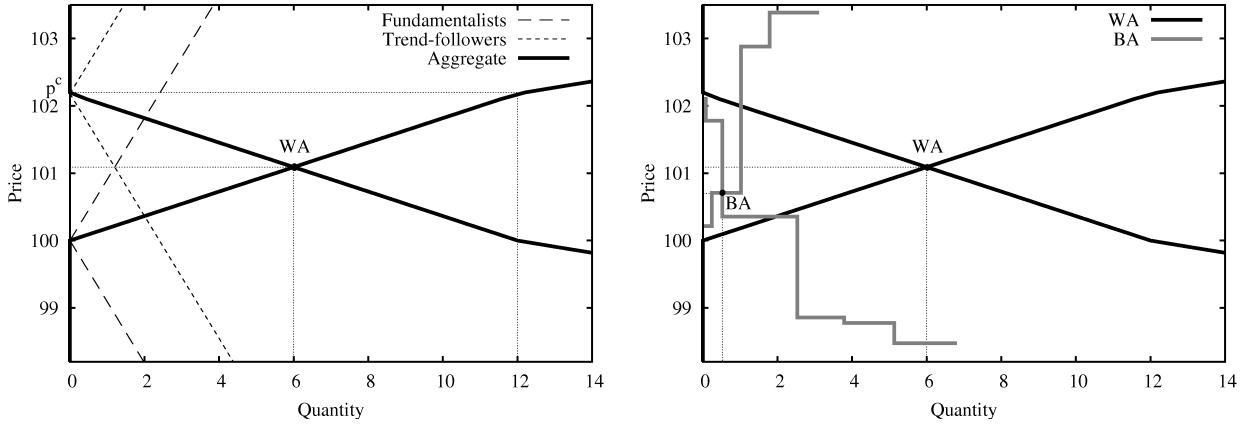 Fundamentalists
Trend-followers
Aggregate
103
p^c
102
101
100
99
Price
WA
0 2 4 6 8 10 12 14
Quantity
WA
BA
103
102
101
100
99
Price
WA
BA
0 2 4 6 8 10 12 14
Quantity